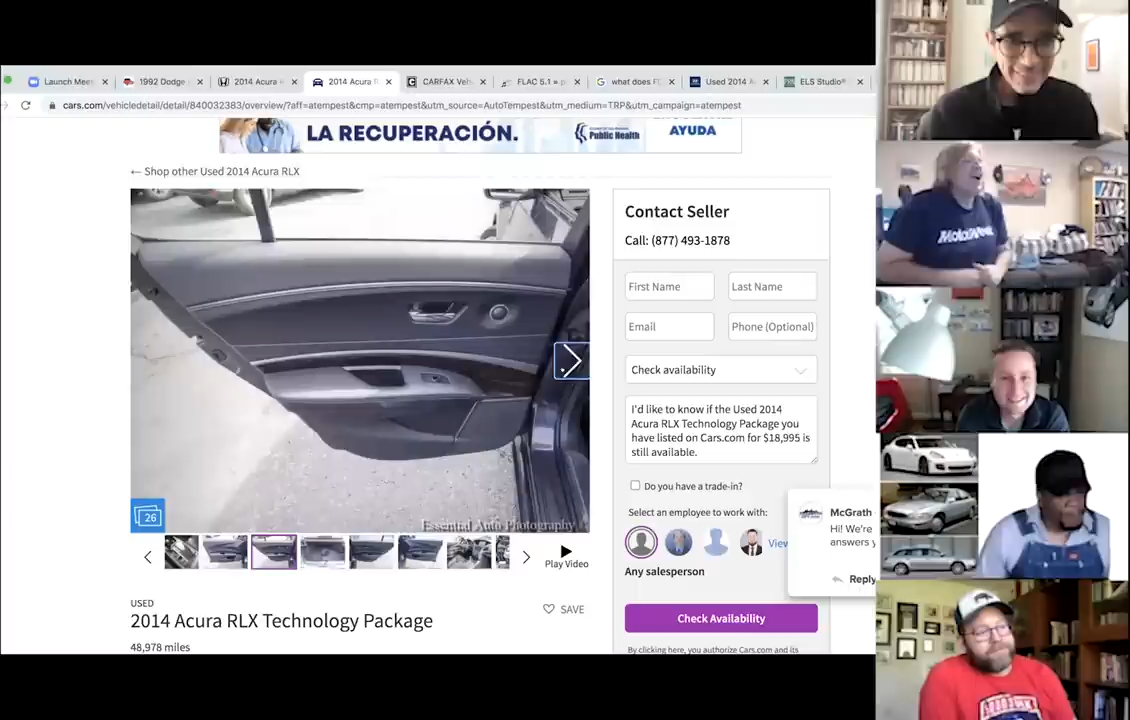 Launch Mee
1992 Dodge
2014 Acura R
2014 Acura R
CARFAX Veh
FLAC 5.1 » p
what does F
Used 2014 A
ELS Studio®
cars.com/vehicledetail/detail/840032383/overview/?aff=atempest&cmp=atempest&utm_source=AutoTempest&utm_medium=TRP&utm_campaign=atempest
LA RECUPERACIÓN.
Public Health
AYUDA
← Shop other Used 2014 Acura RLX
Contact Seller
Call: (877) 493-1878
First Name
Last Name
Email
Phone (Optional)
Check availability
I'd like to know if the Used 2014
Acura RLX Technology Package you
have listed on Cars.com for $18,995 is
still available.
Do you have a trade-in?
Select an employee to work with:
View
Any salesperson
Check Availability
By clicking here, you authorize Cars.com and its
McGrath
Hi! We're
answers y
Reply
26
Essential Auto Photography
Play Video
USED
SAVE
2014 Acura RLX Technology Package
48,978 miles
MotorWeek